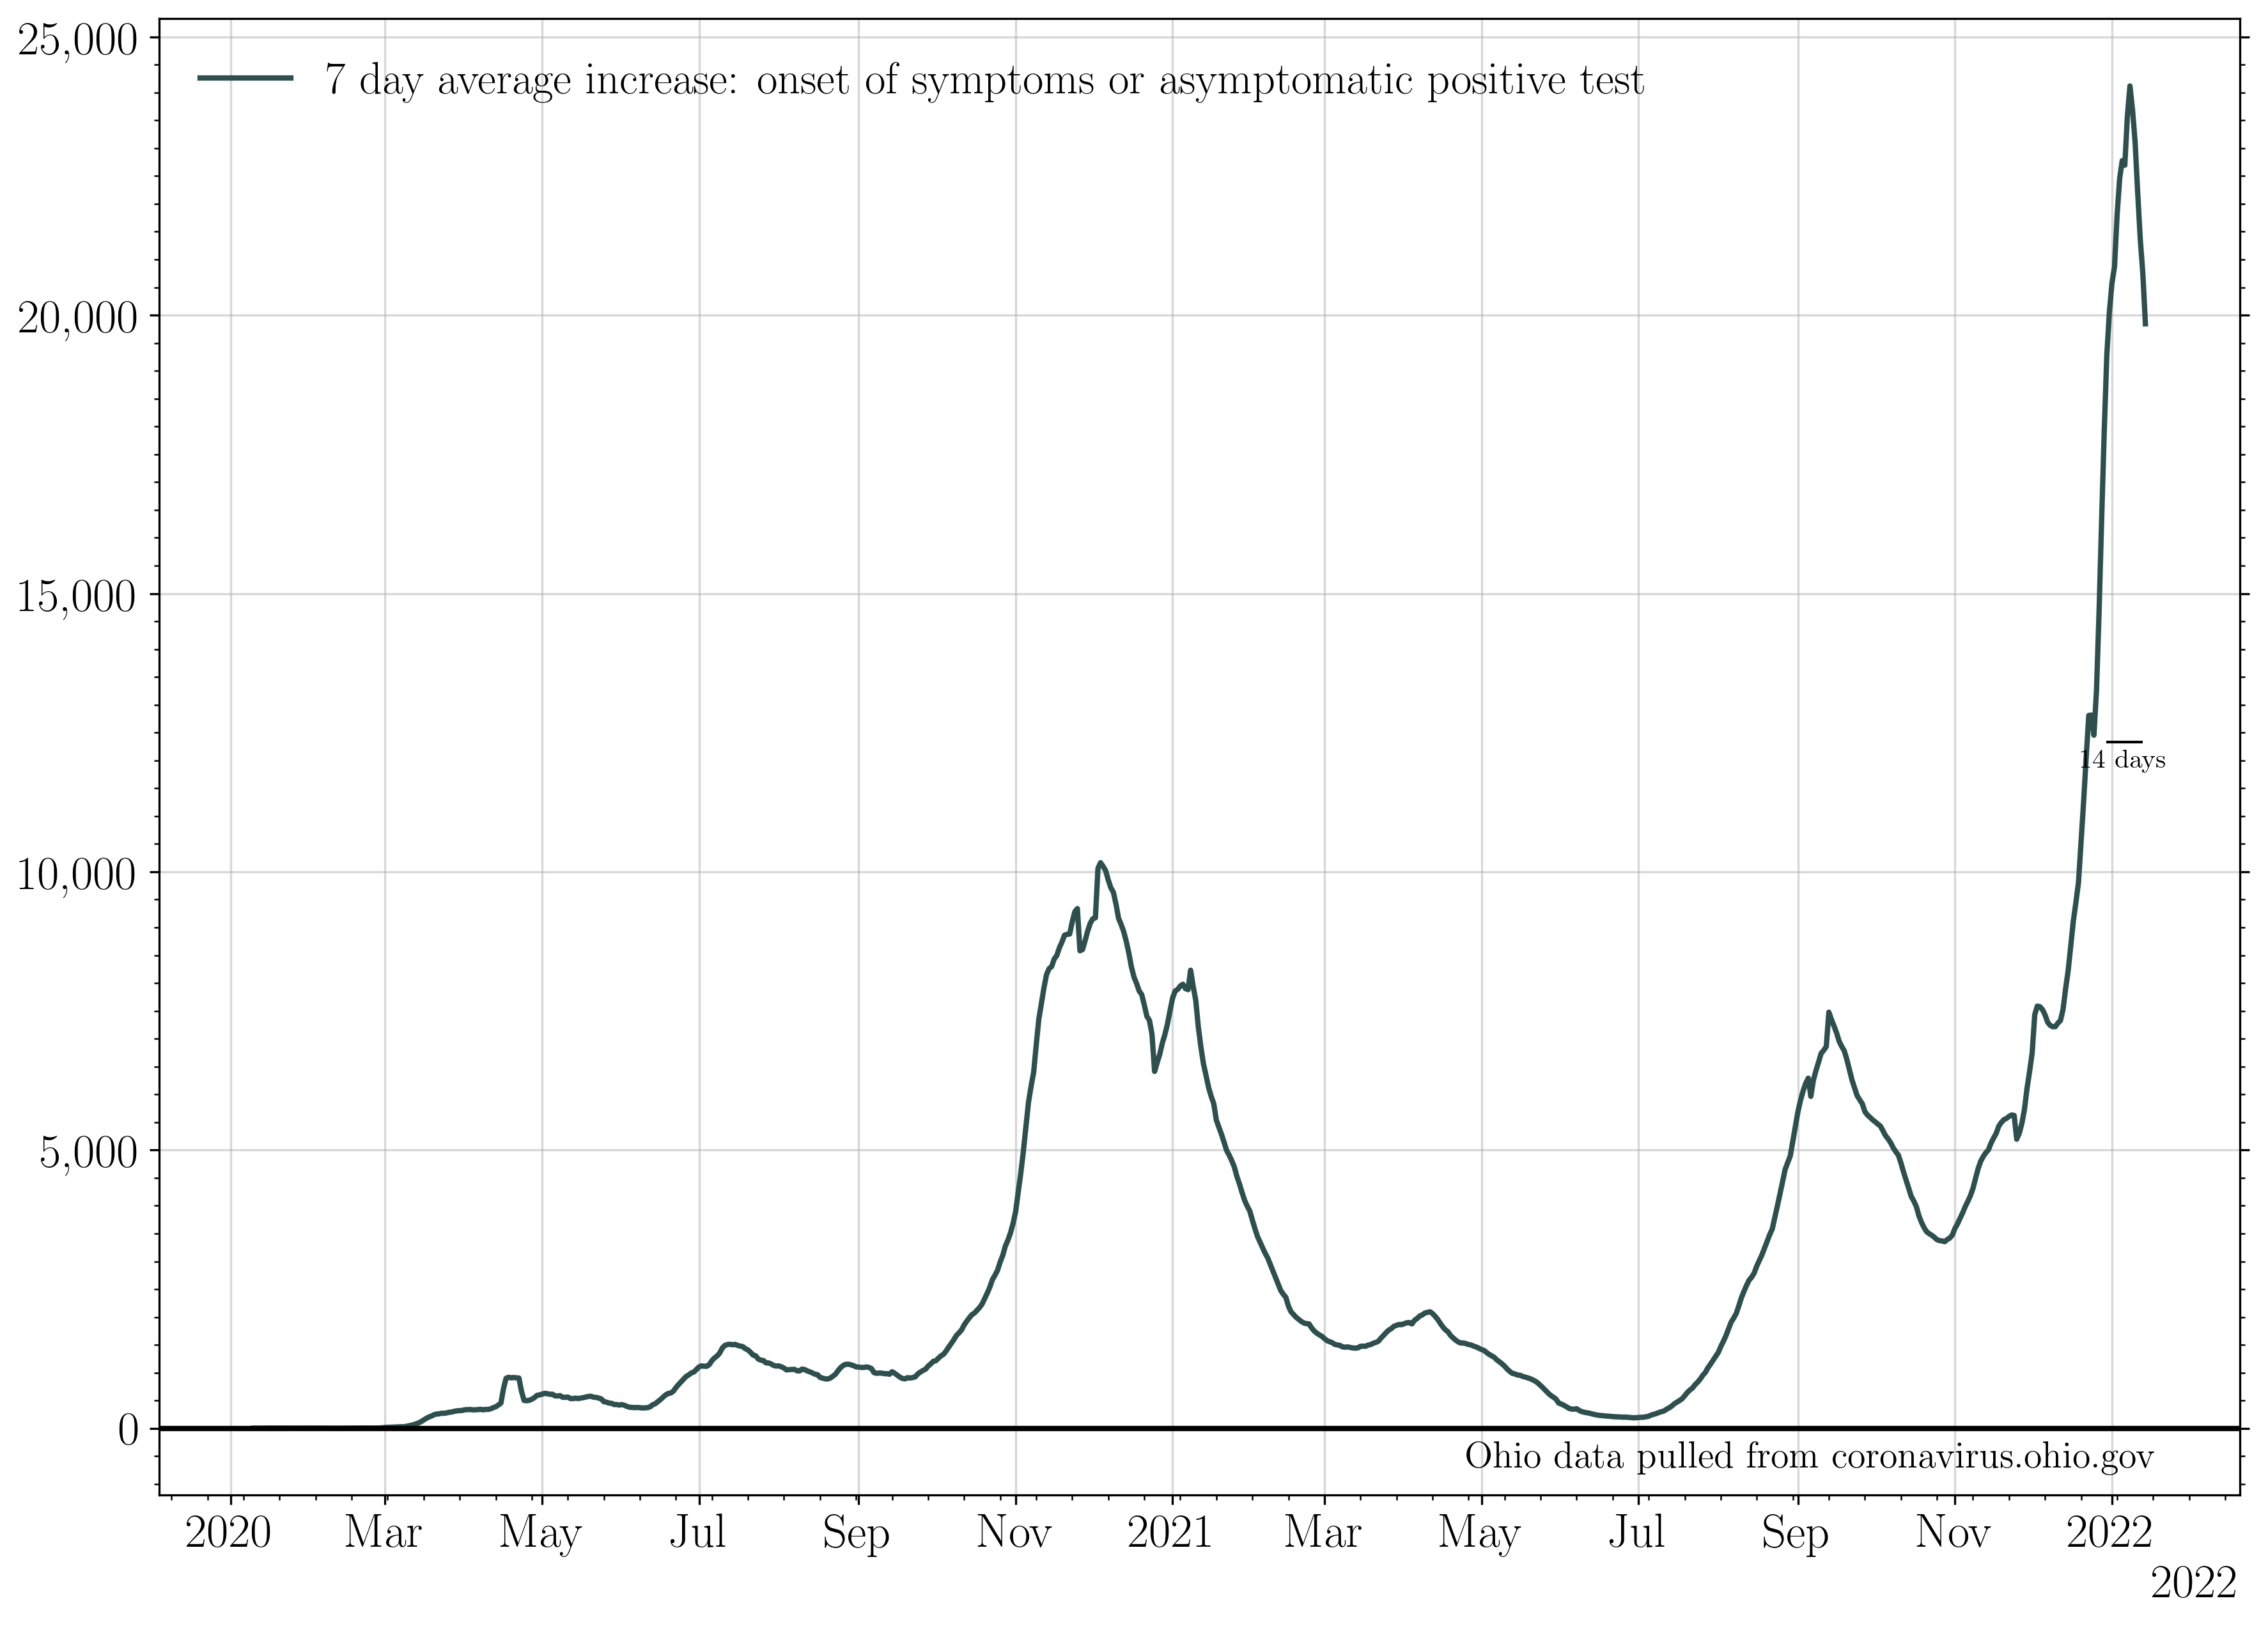 25,000
7 day average increase: onset of symptoms or asymptomatic positive test
20,000
15,000
14 days
10,000
5,000
0
Ohio data pulled from coronavirus.ohio.gov
2020 Mar May Jul Sep Nov 2021 Mar May Jul Sep Nov 2022
2022